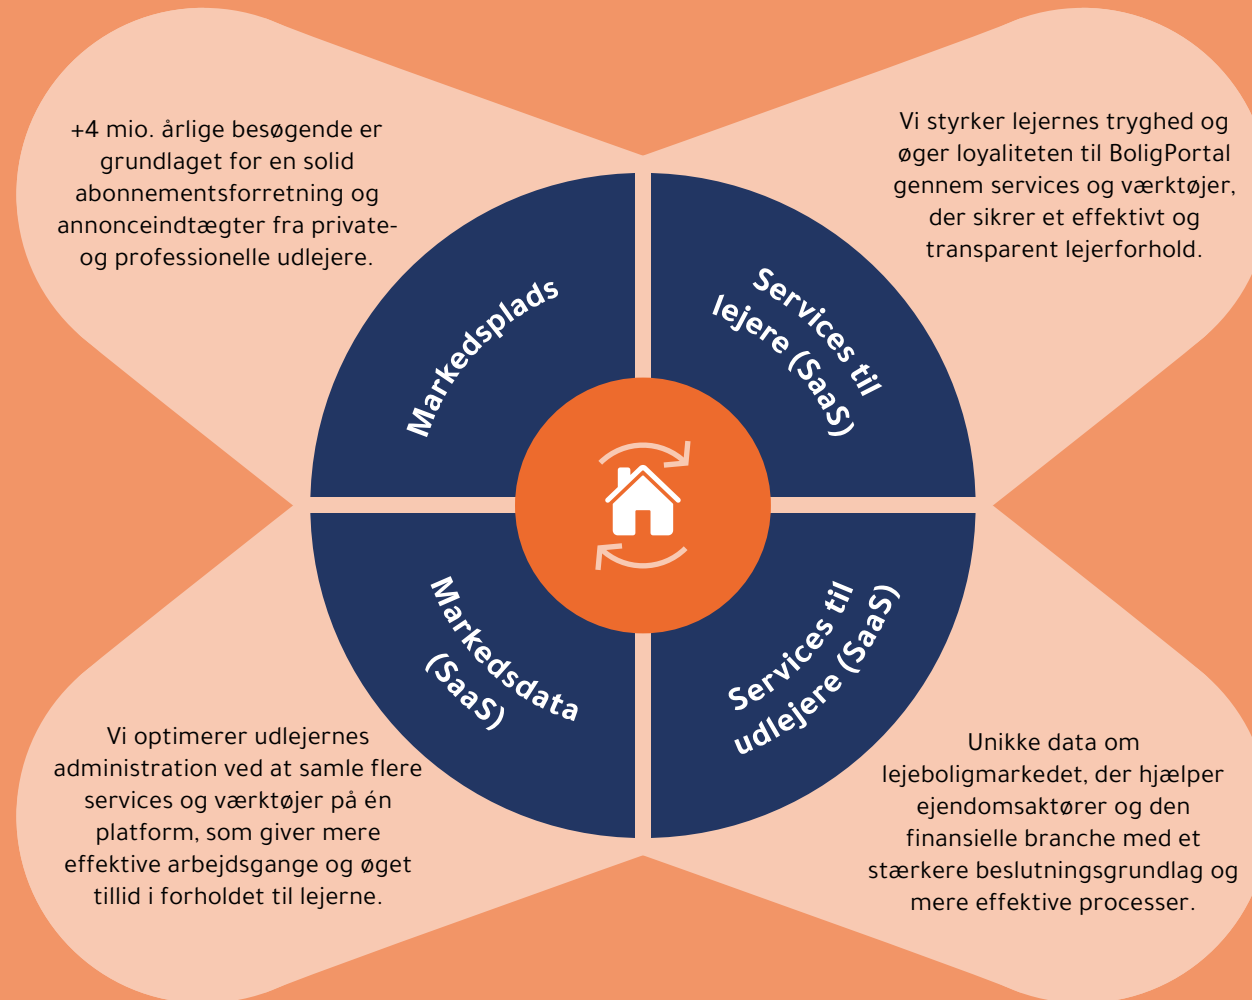 +4 mio. årlige besøgende er
grundlaget for en solid
abonnementsforretning og
annonceindtægter fra private-
og professionelle udlejere.
Vi styrker lejernes tryghed og
øger loyaliteten til BoligPortal
gennem services og værktøjer,
der sikrer et effektivt og
transparent lejerforhold.
Markedsplads
Services til
lejere (SaaS)
Markedsdata
(SaaS)
Services til
udlejere (SaaS)
Vi optimerer udlejernes
administration ved at samle flere
services og værktøjer på én
platform, som giver mere
effektive arbejdsgange og øget
tillid i forholdet til lejerne.
Unikke data om
lejeboligmarkedet, der hjælper
ejendomsaktører og den
finansielle branche med et
stærkere beslutningsgrundlag og
mere effektive processer.